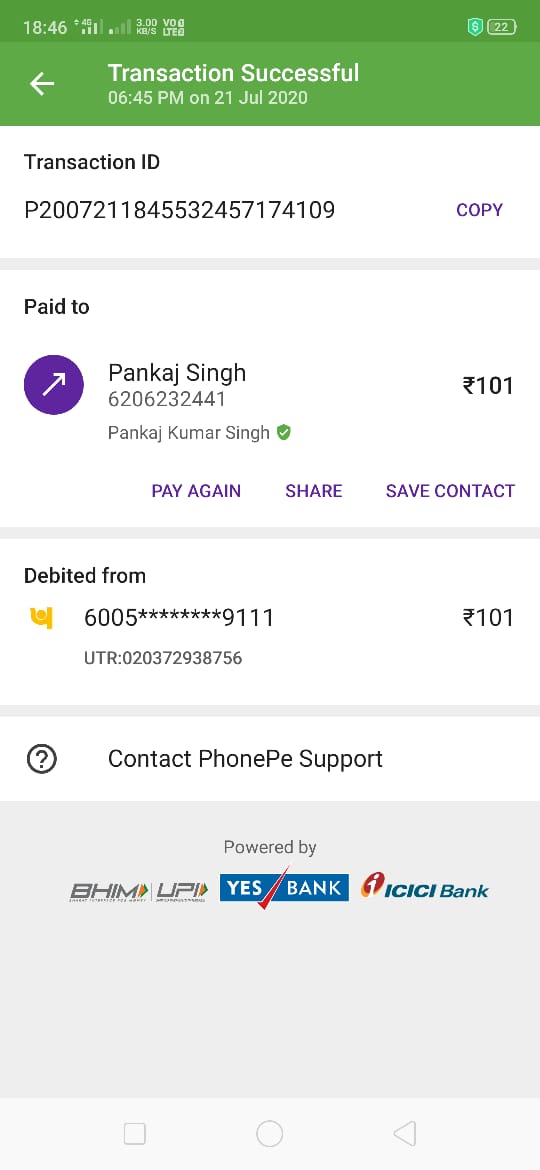 18:46 4G 3.00 KB/S VO LTE 22
Transaction Successful
06:45 PM on 21 Jul 2020
Transaction ID
P2007211845532457174109 COPY
Paid to
Pankaj Singh ₹101
6206232441
Pankaj Kumar Singh
PAY AGAIN SHARE SAVE CONTACT
Debited from
6005********9111 ₹101
UTR:020372938756
Contact PhonePe Support
Powered by
BHIM UPI YES BANK ICICI Bank